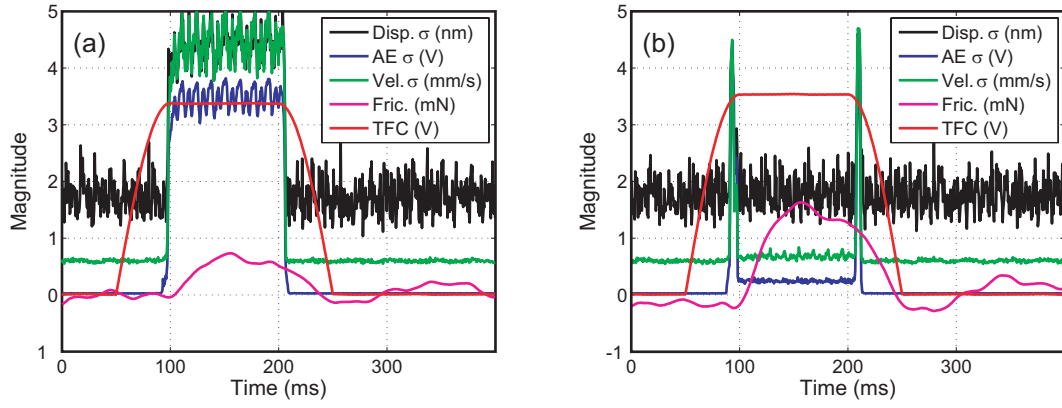 (a)
Disp. σ (nm)
AE σ (V)
Vel. σ (mm/s)
Fric. (mN)
TFC (V)
Magnitude
5
4
3
2
1
0
1
0 100 200 300
Time (ms)
(b)
Disp. σ (nm)
AE σ (V)
Vel. σ (mm/s)
Fric. (mN)
TFC (V)
Magnitude
5
4
3
2
1
0
-1
0 100 200 300
Time (ms)